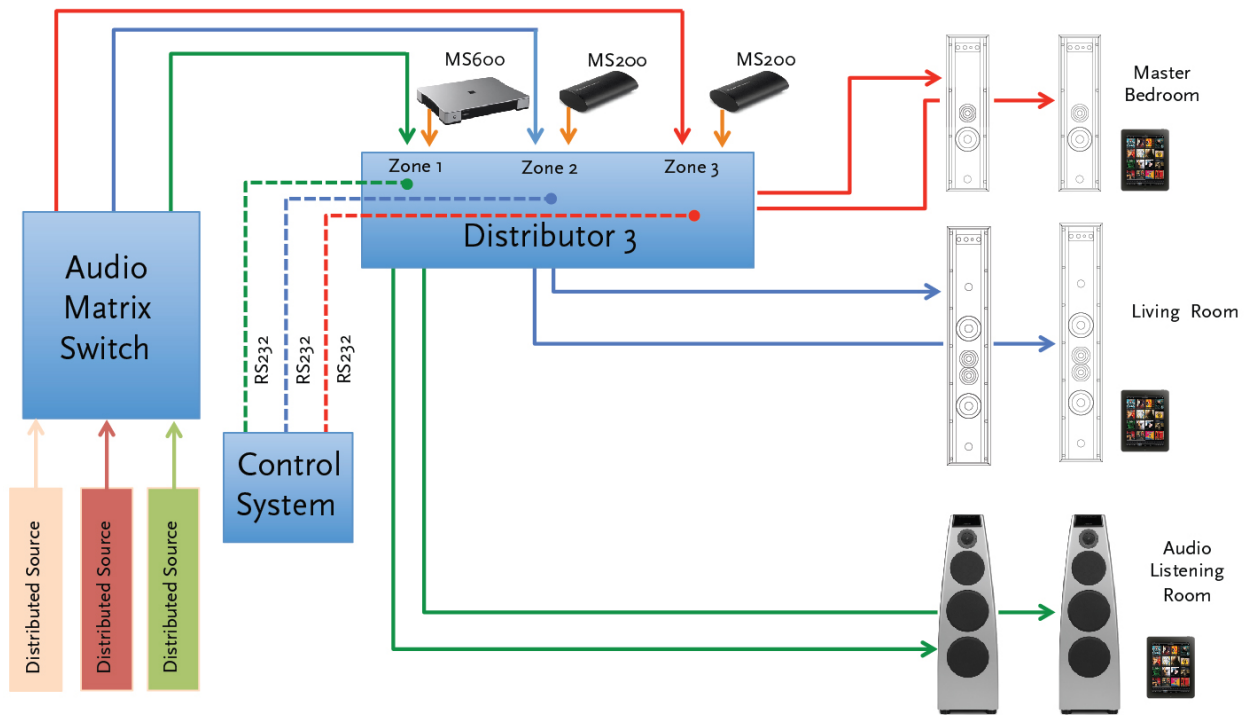 MS600
MS200
MS200
Master
Bedroom
Zone 1
Zone 2
Zone 3
Distributor 3
Audio
Matrix
Switch
Living Room
RS232
RS232
RS232
Control
System
Distributed Source
Distributed Source
Distributed Source
Audio
Listening
Room